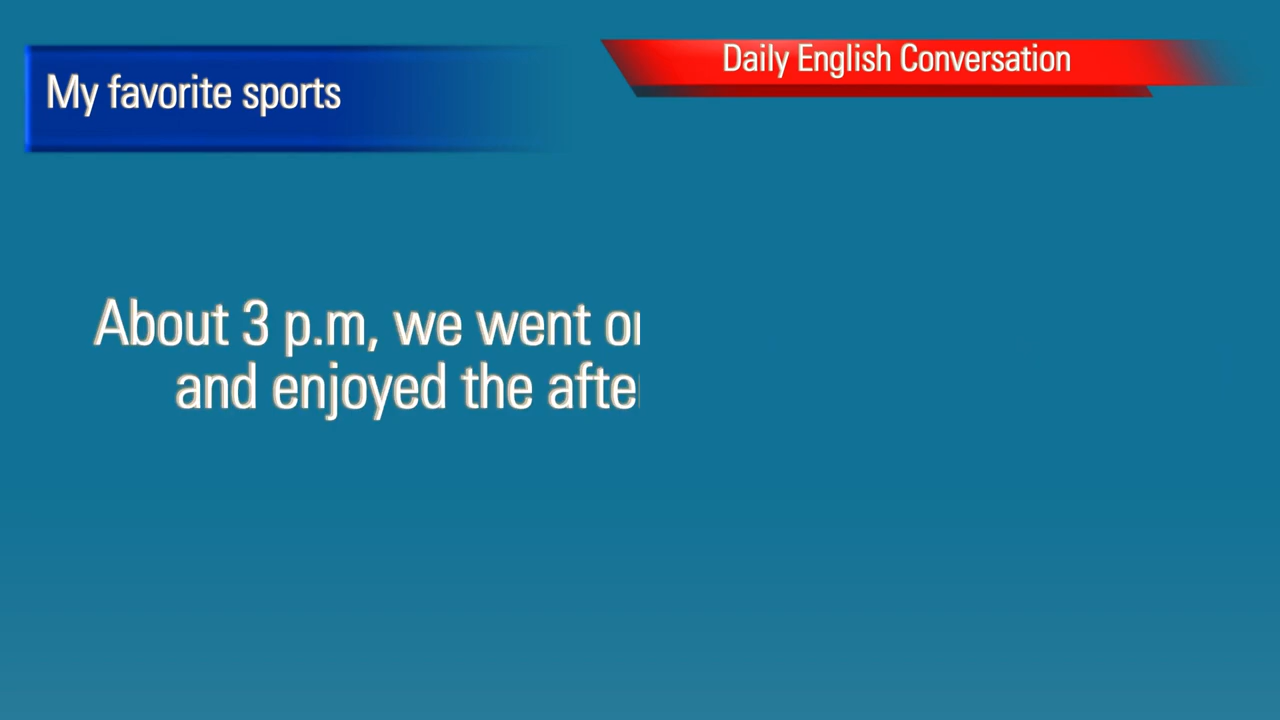 My favorite sports
Daily English Conversation
About 3 p.m, we went
and enjoyed the